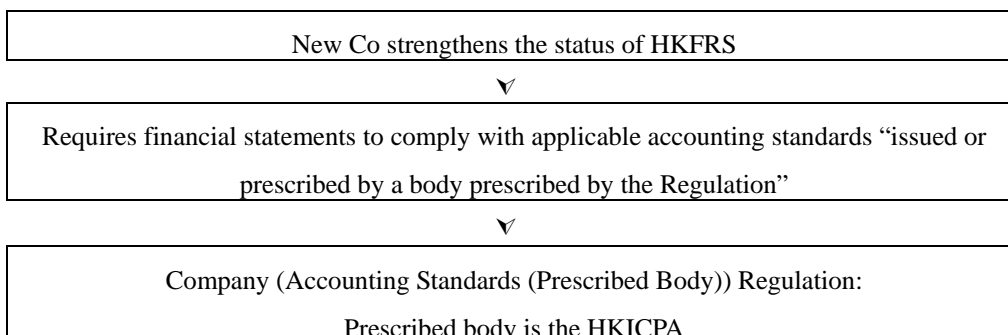 New Co strengthens the status of HKFRS
Requires financial statements to comply with applicable accounting standards “issued or
prescribed by a body prescribed by the Regulation”
Company (Accounting Standards (Prescribed Body)) Regulation:
Prescribed body is the HKICPA